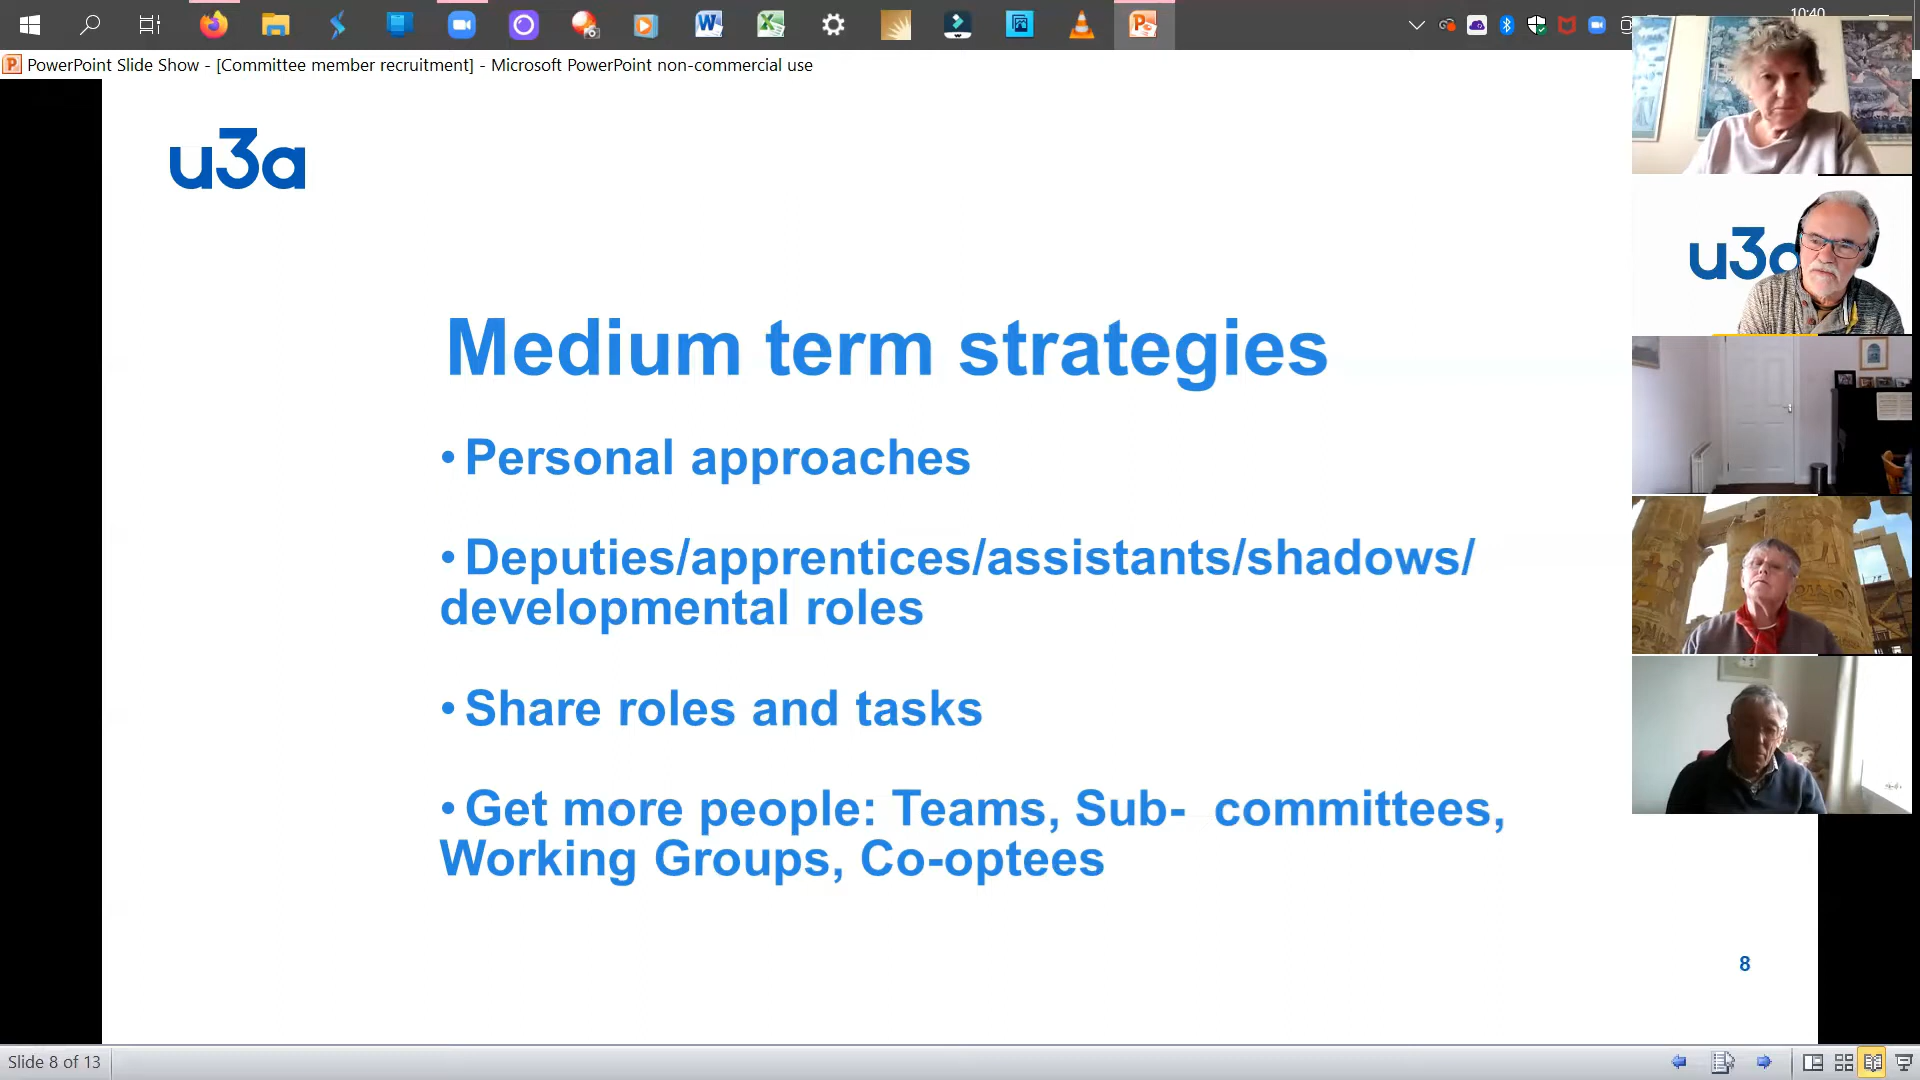 10:40
PowerPoint Slide Show - [Committee member recruitment] - Microsoft PowerPoint non-commercial use
u3a
u3a
Medium term strategies
• Personal approaches
• Deputies/apprentices/assistants/shadows/
developmental roles
• Share roles and tasks
• Get more people: Teams, Sub- committees,
Working Groups, Co-optees
8
Slide 8 of 13